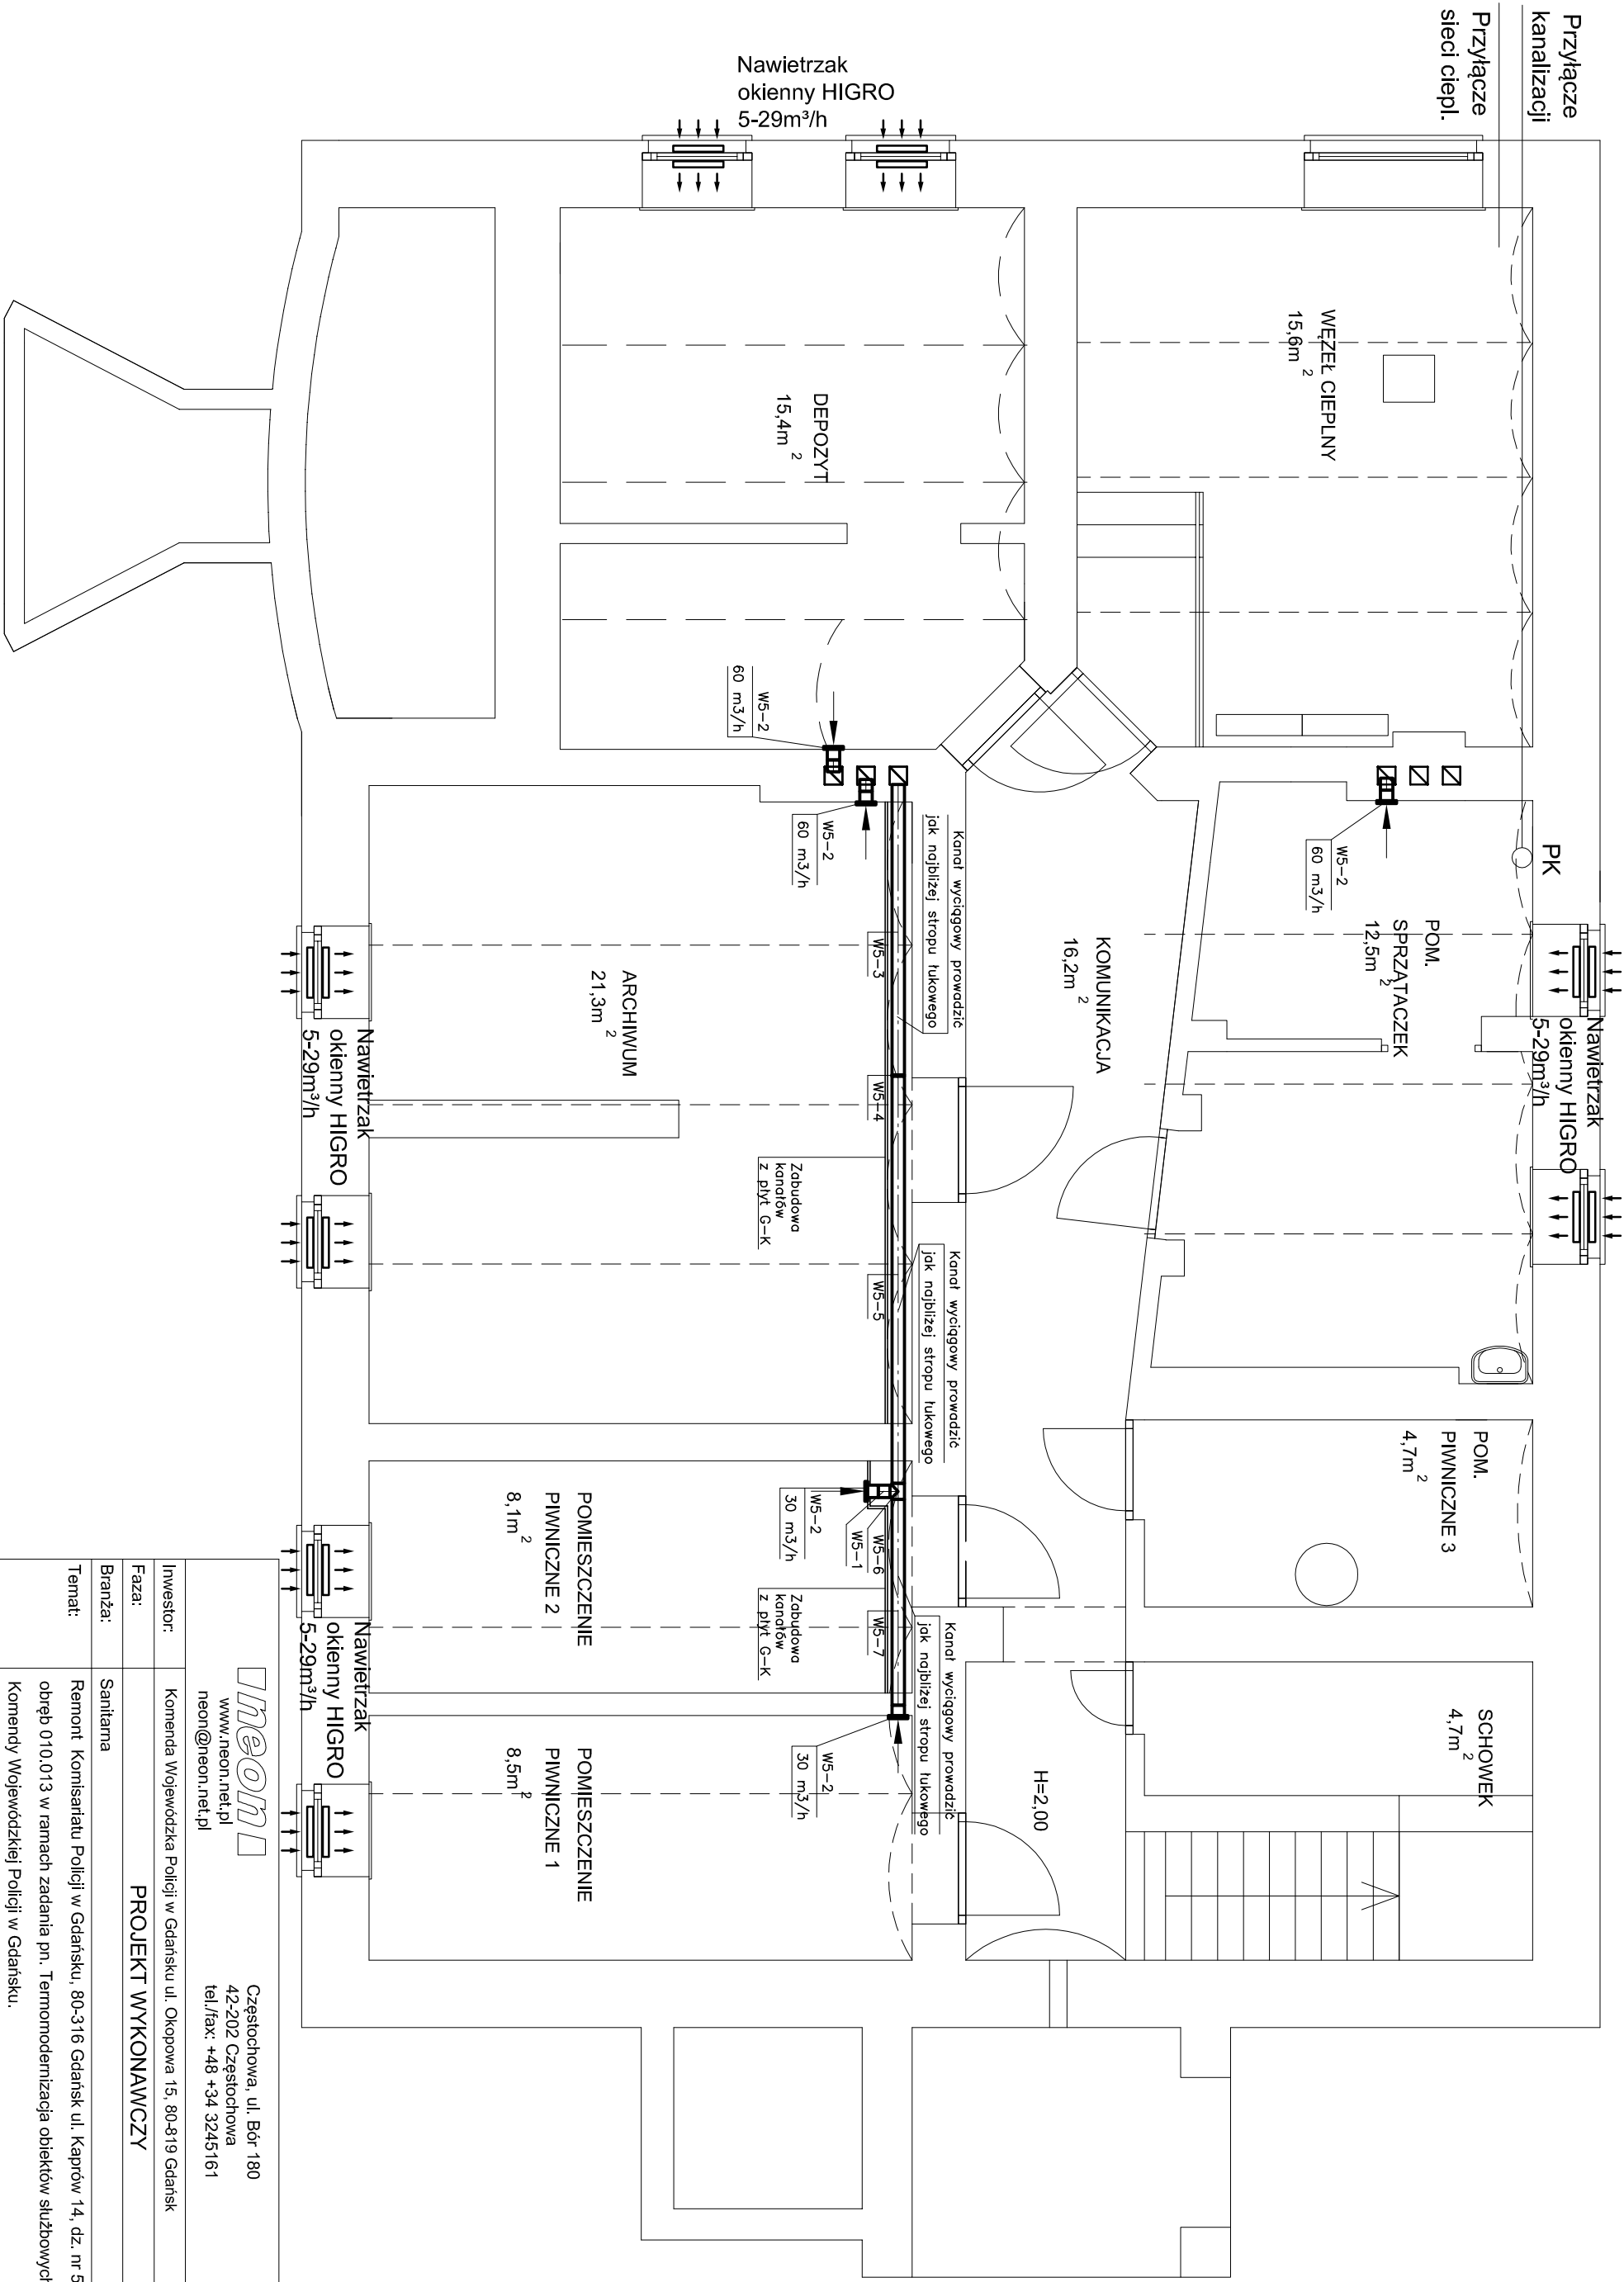 Przyłącze
kanalizacji
Przyłącze
sieci ciepl.
Nawietrzak
okienny HIGRO
5-29m³/h
WĘZEŁ CIEPLNY
15,6m²
DEPOZYT
15,4m²
W5-2
60 m3/h
W5-2
60 m3/h
W5-2
60 m3/h
PK
POM.
SPRZATACZEK
12,5m²
Nawietrzak
okienny HIGRO
5-29m³/h
KOMUNIKACJA
16,2m²
Kanał wyciągowy prowadzić
jak najbliżej stropu łukowego
W5-3
W5-4
W5-5
ARCHIWUM
21,3m²
Nawietrzak
okienny HIGRO
5-29m³/h
Zabudowa
kanałów
z płyt G-K
Kanał wyciągowy prowadzić
jak najbliżej stropu łukowego
POM.
PIWNICZNE 3
4,7m²
W5-2
30 m3/h
W5-1
W5-6
W5-7
POMIESZCZENIE
PIWNICZNE 2
8,1m²
Zabudowa
kanałów
z płyt G-K
Kanał wyciągowy prowadzić
jak najbliżej stropu łukowego
Nawietrzak
okienny HIGRO
5-29m³/h
SCHOWEK
4,7m²
H=2,00
W5-2
30 m3/h
POMIESZCZENIE
PIWNICZNE 1
8,5m²
neon
www.neon.net.pl
neon@neon.net.pl
Częstochowa, ul. Bór 180
42-202 Częstochowa
tel./fax: +48 +34 3245161
Inwestor: Komenda Wojewódzka Policji w Gdańsku ul. Okopowa 15, 80-819 Gdańsk
Faza: PROJEKT WYKONAWCZY
Branża: Sanitarna
Temat: Remont Komisariatu Policji w Gdańsku, 80-316 Gdańsk ul. Kaprów 14, dz. nr 5
obręb 010.013 w ramach zadania pn. Termomodernizacja obiektów służbowych
Komendy Wojewódzkiej Policji w Gdańsku.